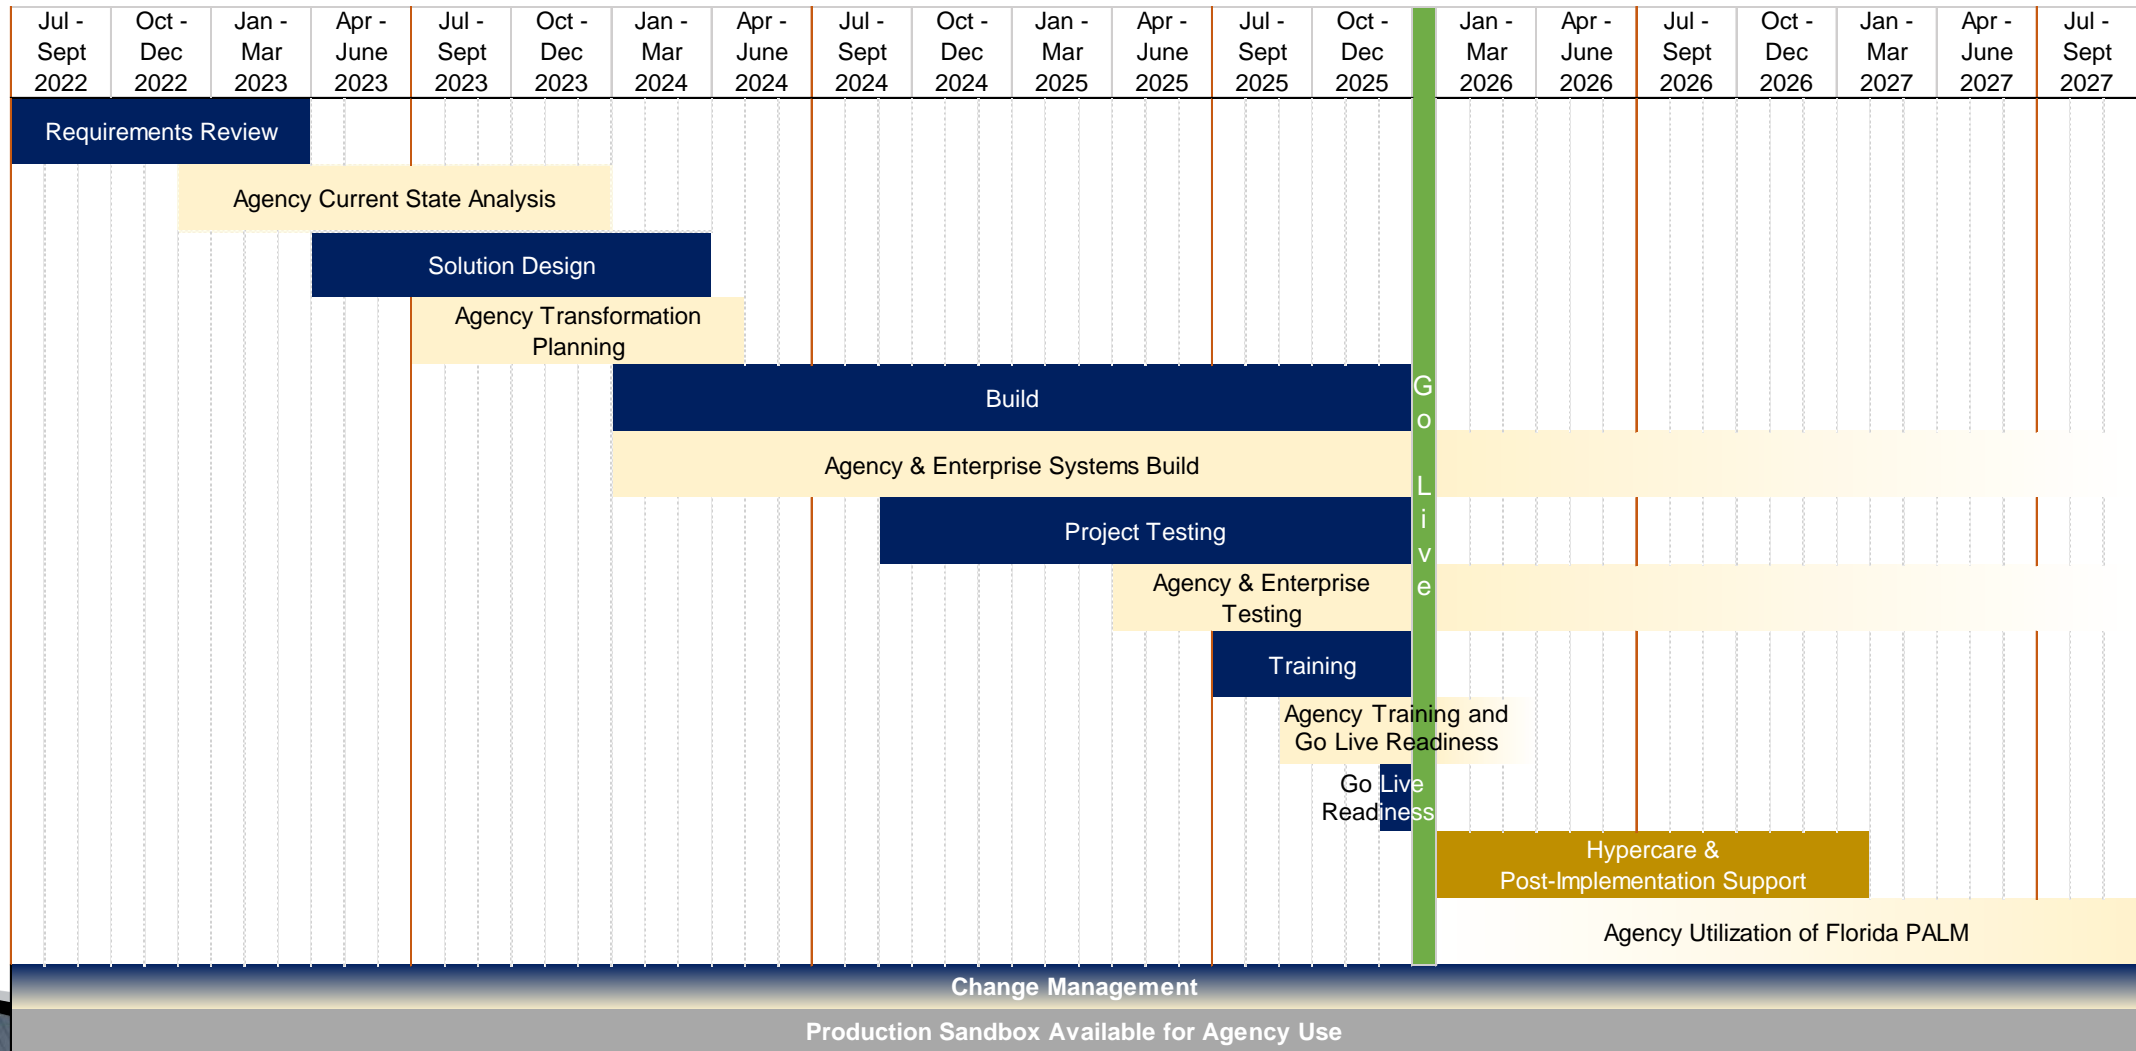 Jul - Sept 2022
Oct - Dec 2022
Jan - Mar 2023
Apr - June 2023
Jul - Sept 2023
Oct - Dec 2023
Jan - Mar 2024
Apr - June 2024
Jul - Sept 2024
Oct - Dec 2024
Jan - Mar 2025
Apr - June 2025
Jul - Sept 2025
Oct - Dec 2025
Jan - Mar 2026
Apr - June 2026
Jul - Sept 2026
Oct - Dec 2026
Jan - Mar 2027
Apr - June 2027
Jul - Sept 2027
Requirements Review
Agency Current State Analysis
Solution Design
Agency Transformation
Planning
Build
Go Live
Agency & Enterprise Systems Build
Project Testing
Agency & Enterprise
Testing
Training
Agency Training and
Go Live Readiness
Go Live
Readiness
Hypercare &
Post-Implementation Support
Agency Utilization of Florida PALM
Change Management
Production Sandbox Available for Agency Use